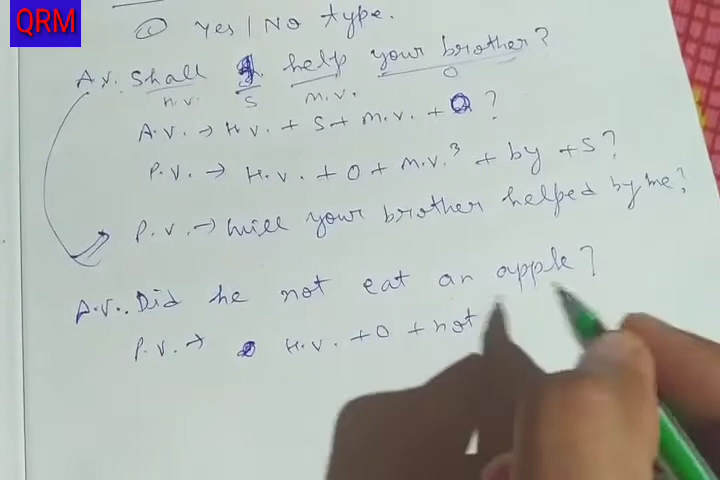 QRM
① Yes / No type.
A.V. Shall I help your brother?
H.V. S M.V. O
A.V. → H.V. + S + M.V. + O ?
P.V. → H.V. + O + M.V.³ + by + S ?
P.V. → Will your brother helped by me?
A.V. Did he not eat an apple?
P.V. → H.V. + O + not